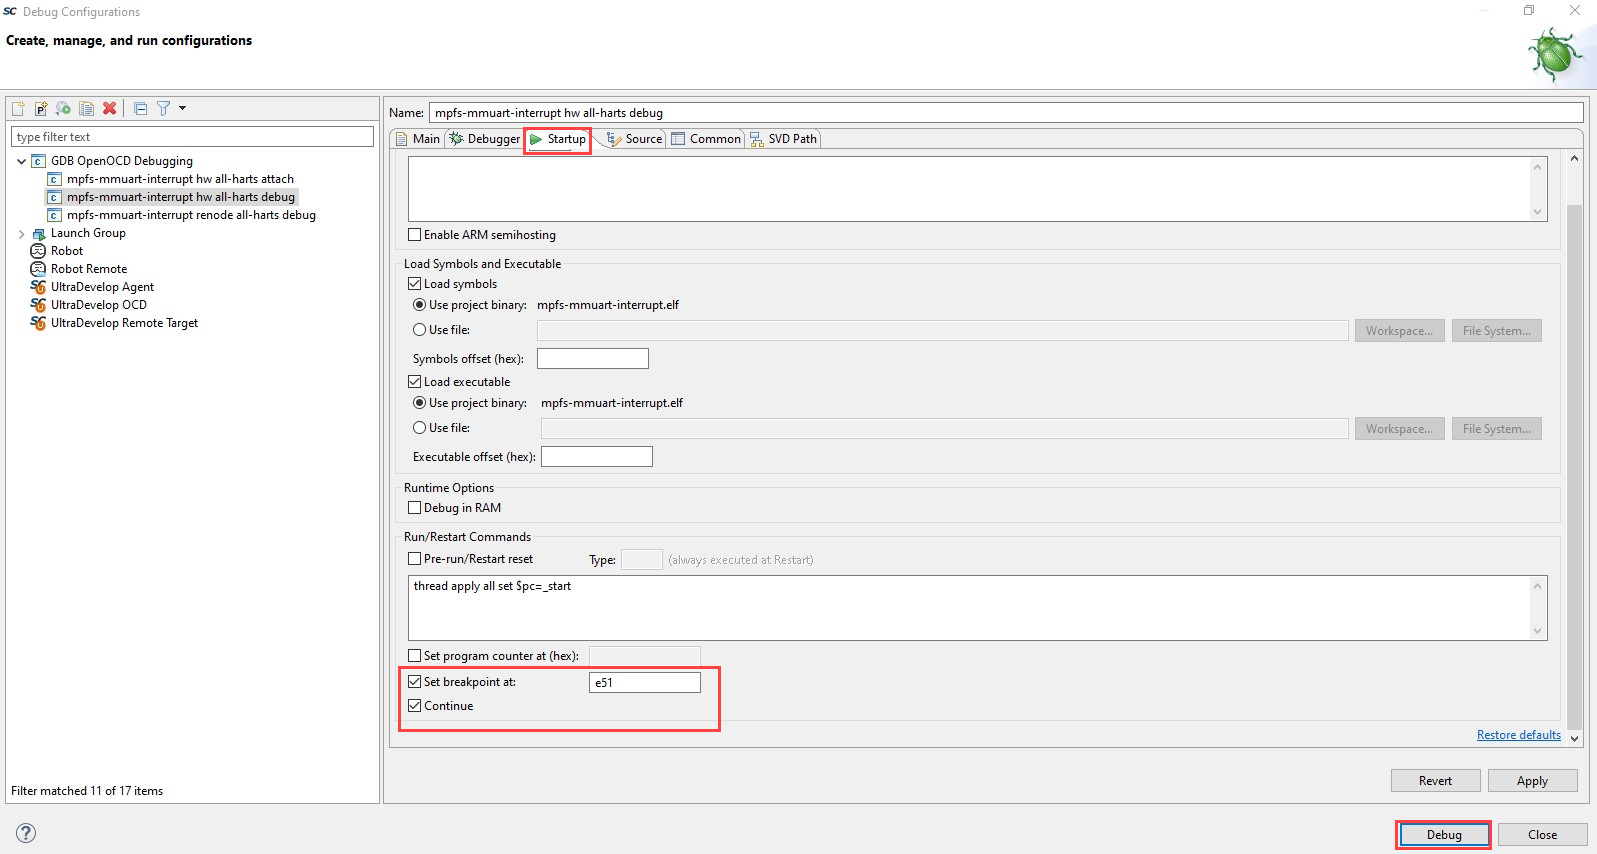 SC Debug Configurations
Create, manage, and run configurations
type filter text
GDB OpenOCD Debugging
mpfs-mmuart-interrupt hw all-harts attach
mpfs-mmuart-interrupt hw all-harts debug
mpfs-mmuart-interrupt renode all-harts debug
Launch Group
Robot
Robot Remote
UltraDevelop Agent
UltraDevelop OCD
UltraDevelop Remote Target
Filter matched 11 of 17 items
Name: mpfs-mmuart-interrupt hw all-harts debug
Main Debugger Startup Source Common SVD Path
Enable ARM semihosting
Load Symbols and Executable
Load symbols
Use project binary: mpfs-mmuart-interrupt.elf
Use file: Workspace... File System...
Symbols offset (hex):
Load executable
Use project binary: mpfs-mmuart-interrupt.elf
Use file: Workspace... File System...
Executable offset (hex):
Runtime Options
Debug in RAM
Run/Restart Commands
Pre-run/Restart reset Type: (always executed at Restart)
thread apply all set $pc=_start
Set program counter at (hex):
Set breakpoint at: e51
Continue
Restore defaults
Revert Apply
Debug Close